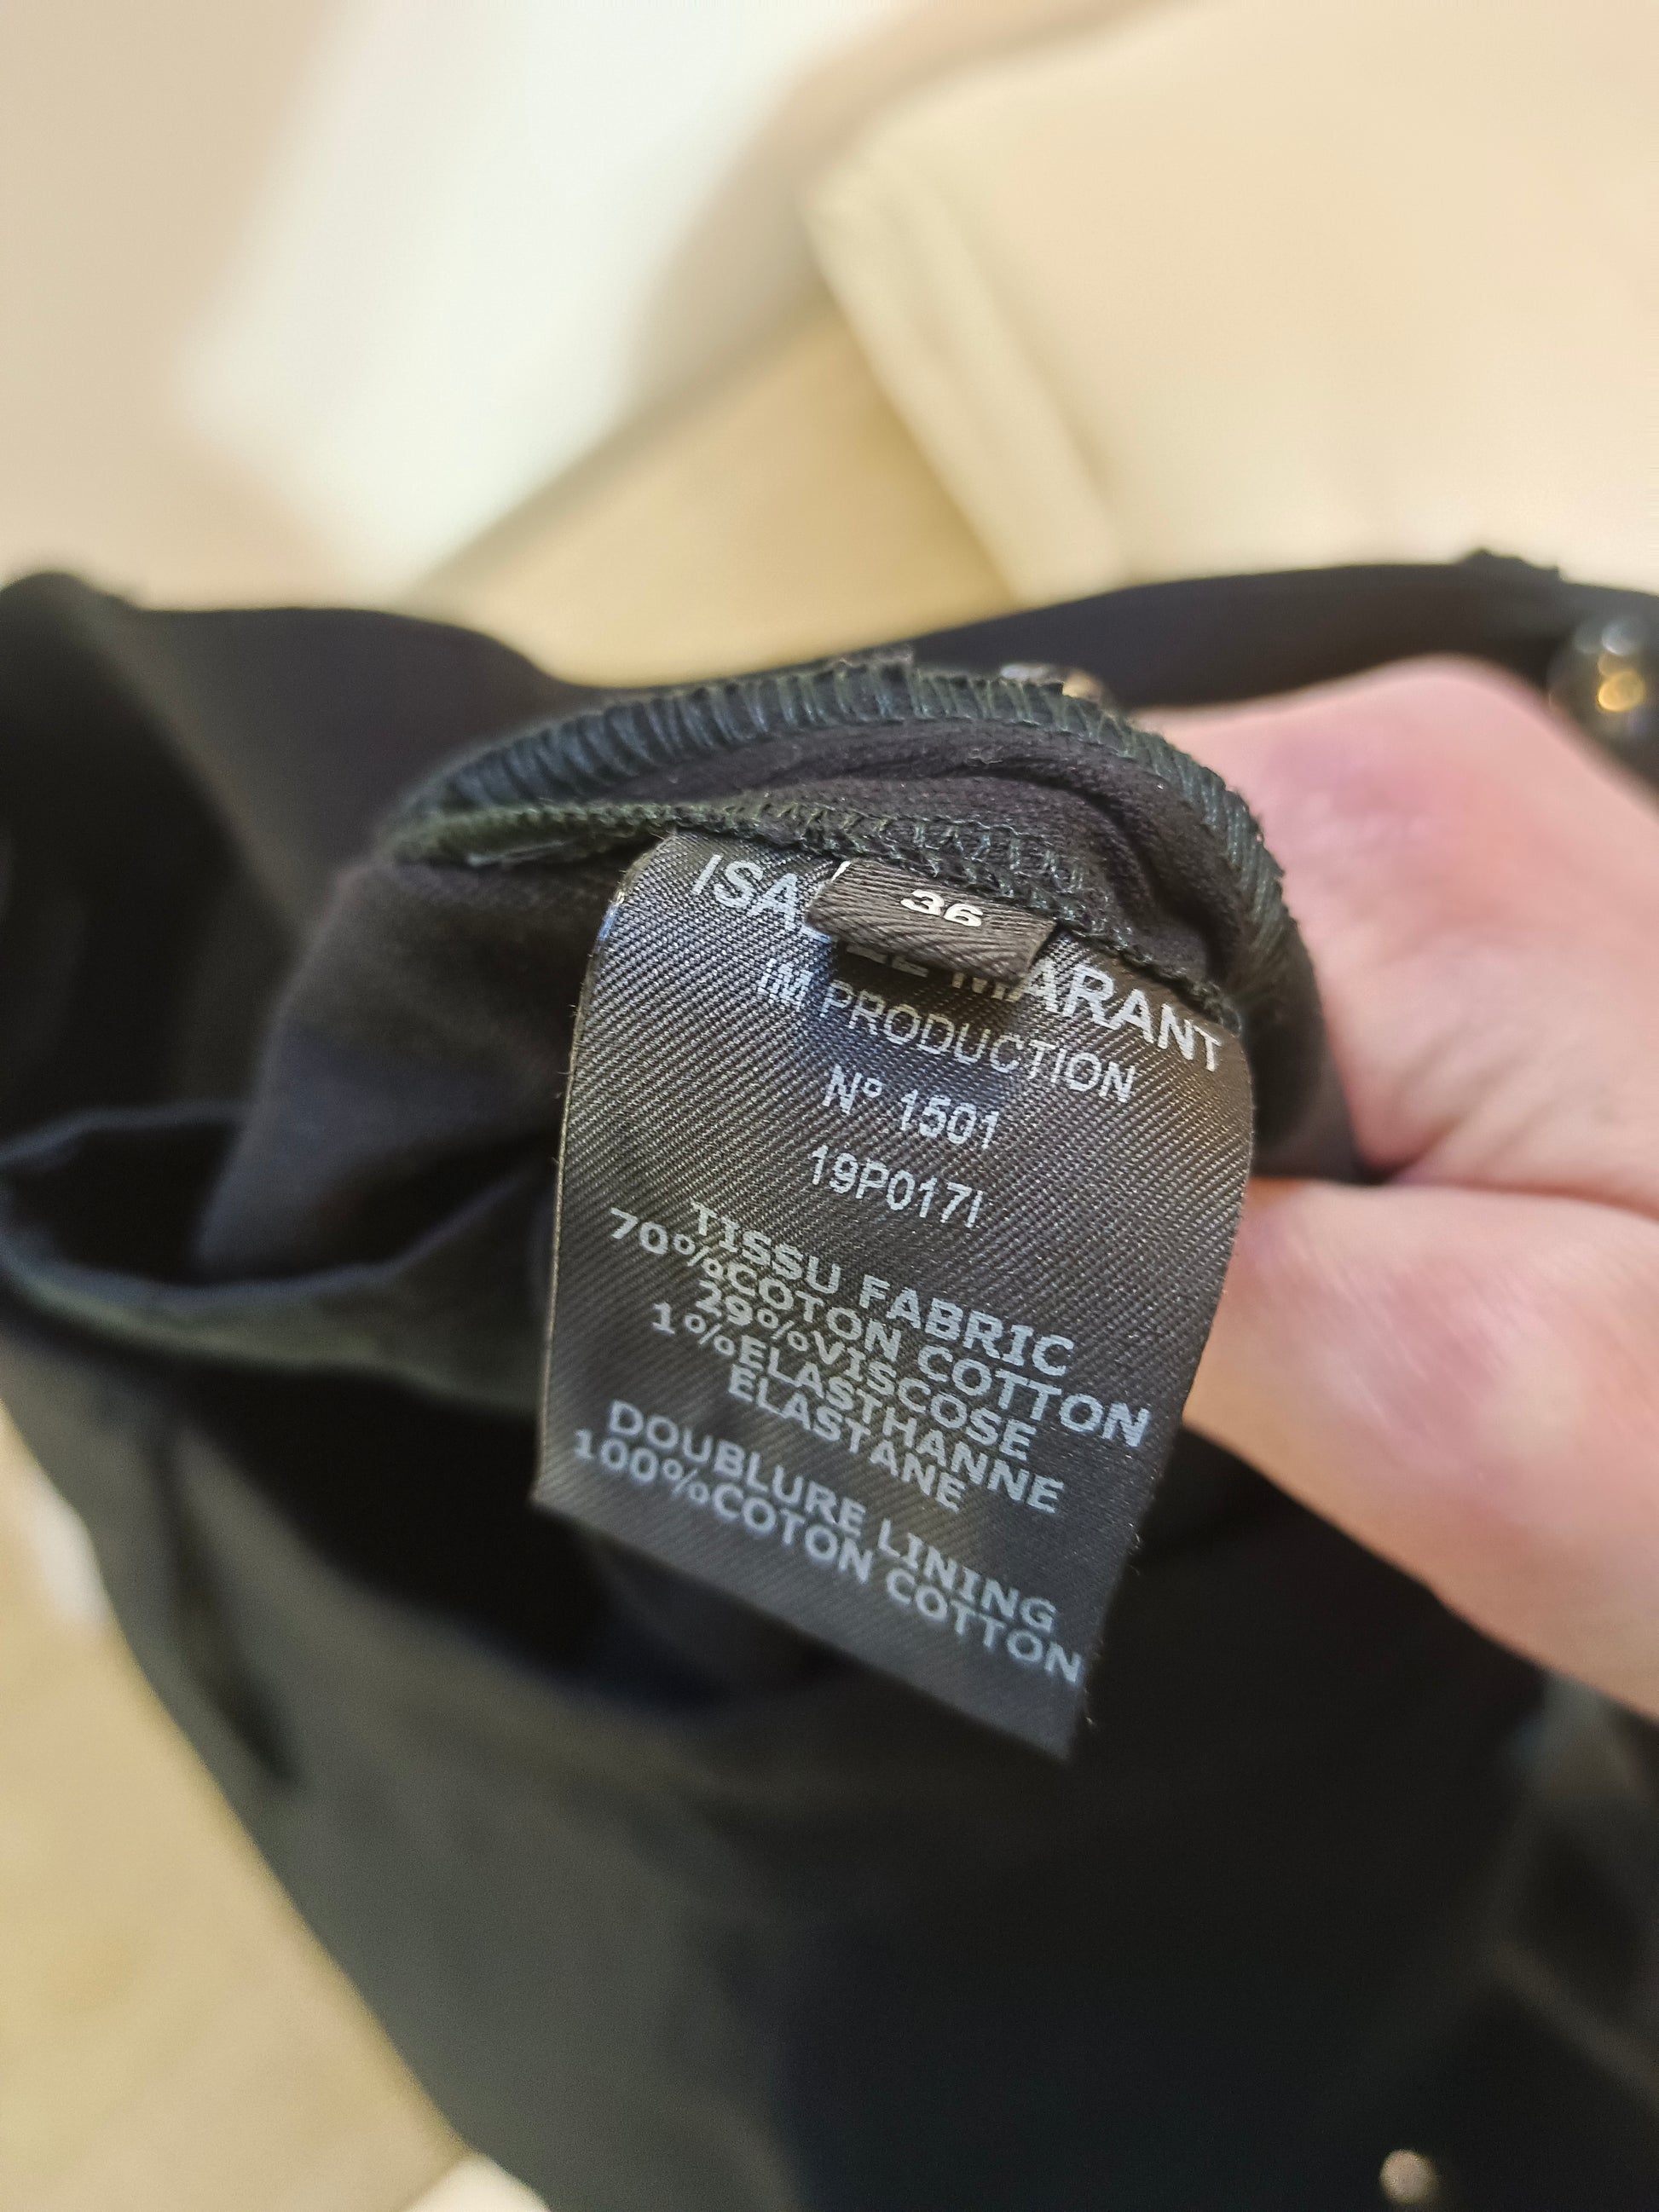 36
ISABEL MARANT
IM PRODUCTION
Nº 1501
19P017I
TISSU FABRIC
70%COTON COTTON
29%VISCOSE
1%ELASTHANNE
ELASTANE
DOUBLURE LINING
100%COTON COTTON